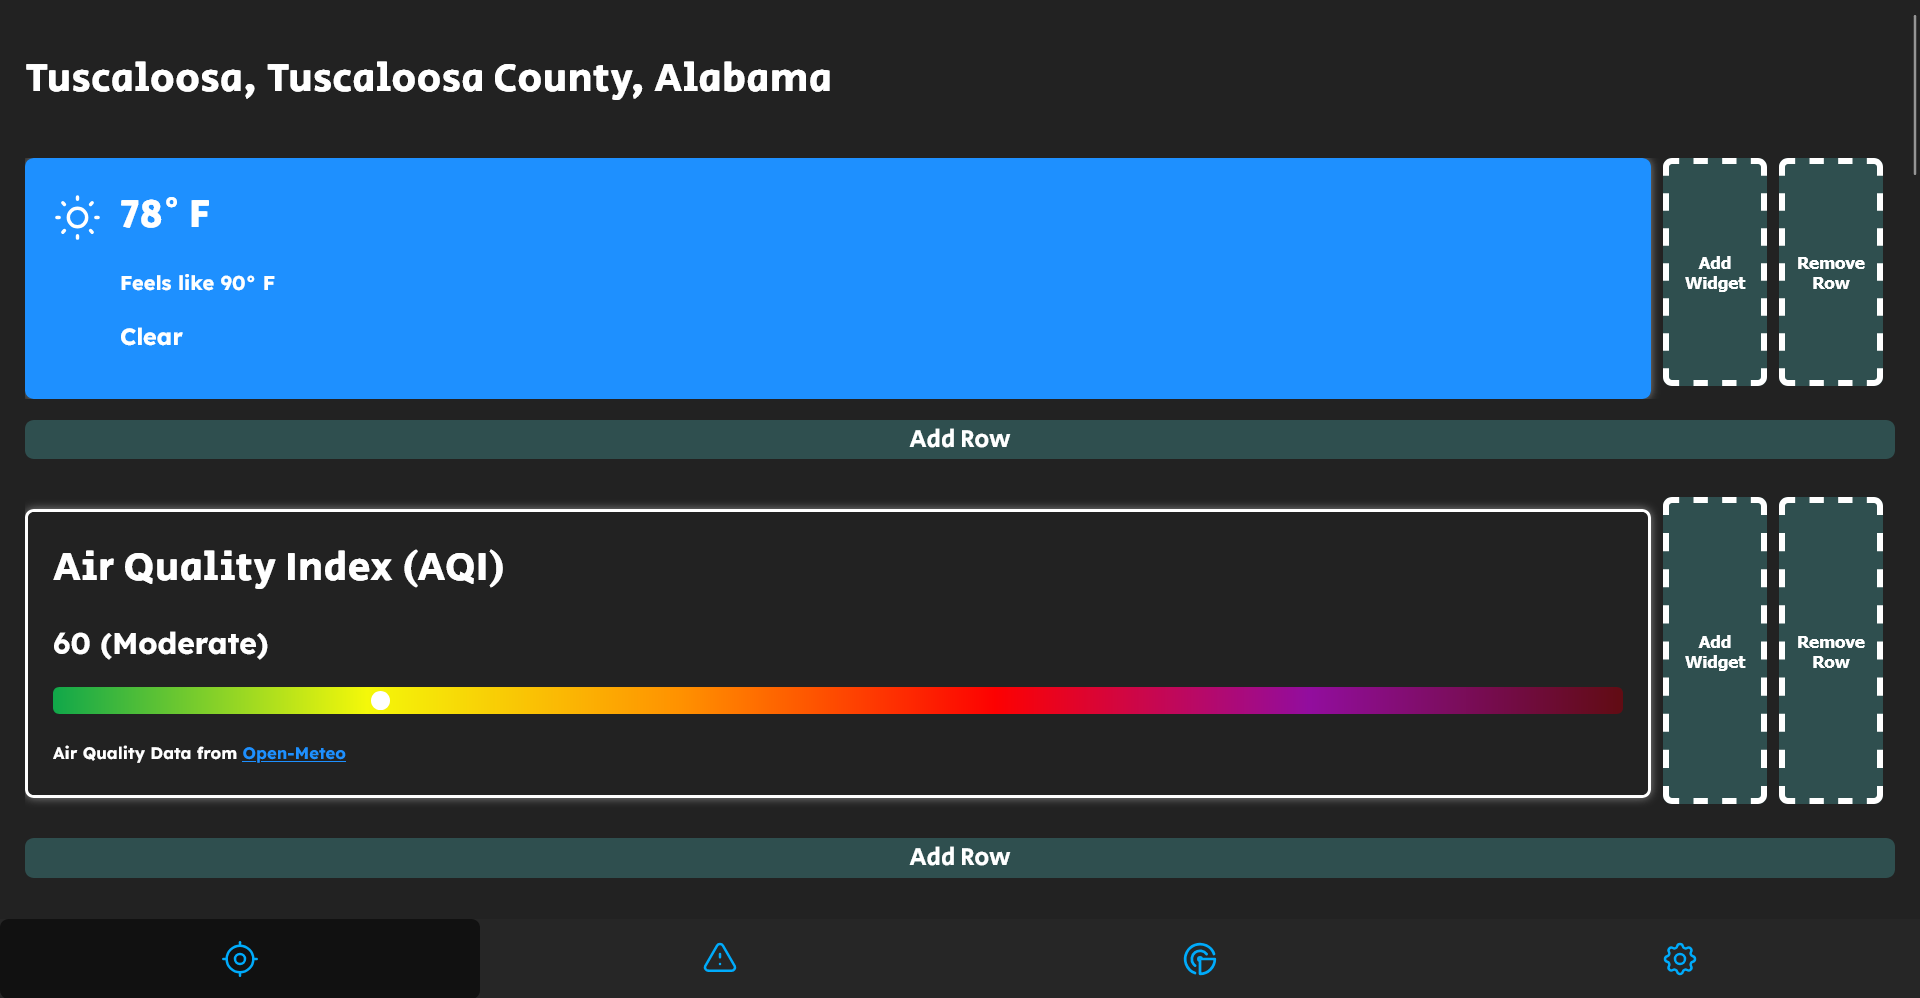 Tuscaloosa, Tuscaloosa County, Alabama
78° F
Feels like 90° F
Clear
Add
Widget
Remove
Row
Add Row
Air Quality Index (AQI)
60 (Moderate)
Air Quality Data from Open-Meteo
Add
Widget
Remove
Row
Add Row